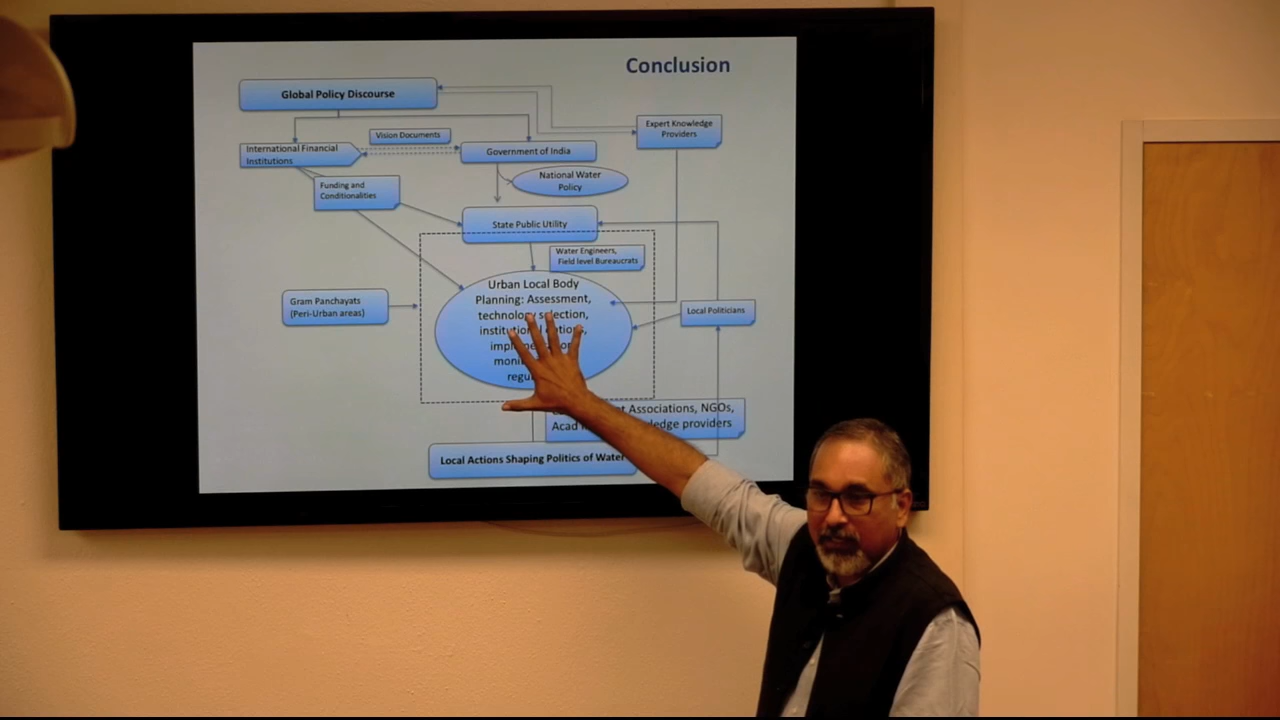 Conclusion
Global Policy Discourse
Expert Knowledge
Providers
Vision Documents
International Financial
Institutions
Government of India
National Water
Policy
Funding and
Conditionalities
State Public Utility
Water Engineers,
Field level Bureaucrats
Urban Local Body
Planning: Assessment,
technology selection,
Gram Panchayats
(Peri-Urban areas)
Local Politicians
Associations, NGOs,
providers
Local Actions Shaping Politics of Water